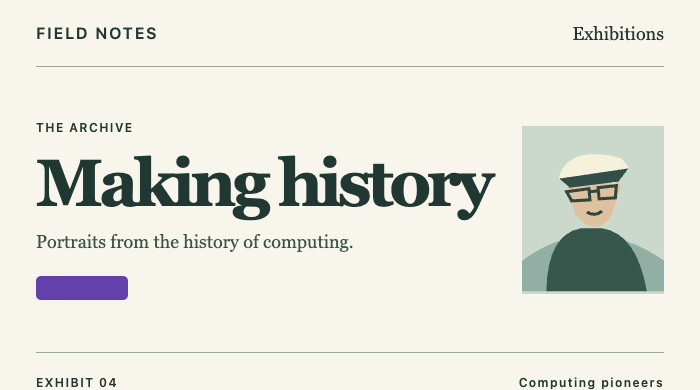 FIELD NOTES
Exhibitions
THE ARCHIVE
Making history
Portraits from the history of computing.
EXHIBIT 04
Computing pioneers